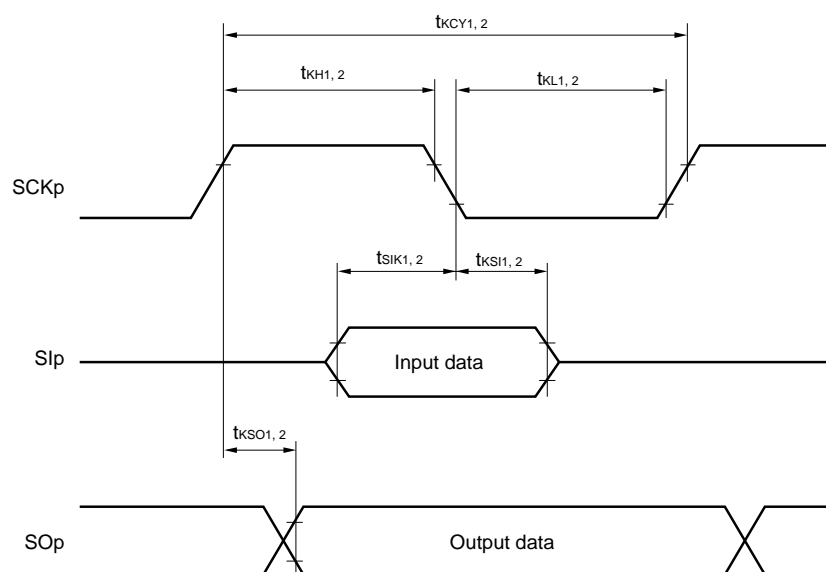 tKCY1, 2
tKH1, 2
tKL1, 2
SCKp
tSIK1, 2
tKSI1, 2
SIp
Input data
tKSO1, 2
SOp
Output data